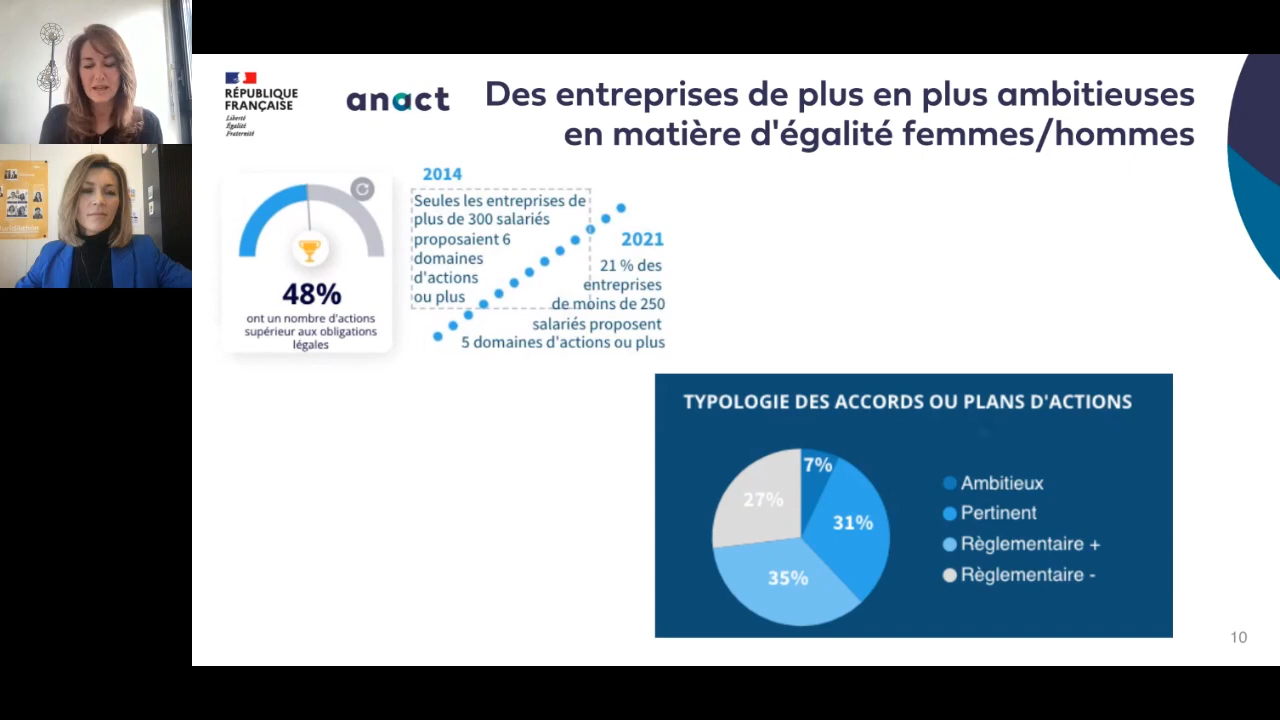 RÉPUBLIQUE
FRANÇAISE
Liberté
Égalité
Fraternité
anact
Des entreprises de plus en plus ambitieuses
en matière d'égalité femmes/hommes
48%
ont un nombre d'actions
supérieur aux obligations
légales
2014
Seules les entreprises de
plus de 300 salariés
proposaient 6
domaines
d'actions
ou plus
2021
21 % des
entreprises
de moins de 250
salariés proposent
5 domaines d'actions ou plus
TYPOLOGIE DES ACCORDS OU PLANS D'ACTIONS
7%
27%
31%
35%
Ambitieux
Pertinent
Règlementaire +
Règlementaire -
10